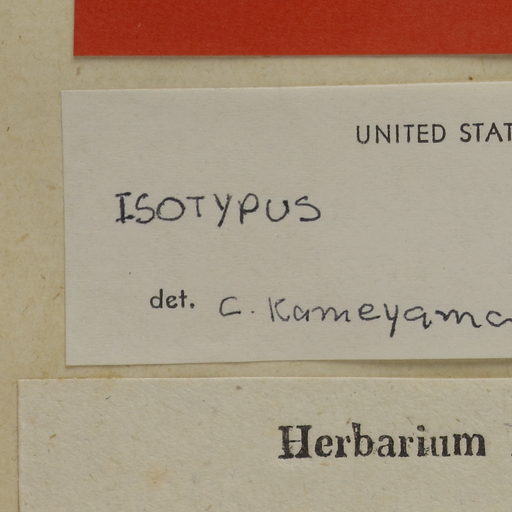 UNITED STAT
ISOTYPUS
det. C. Kameyama
Herbarium